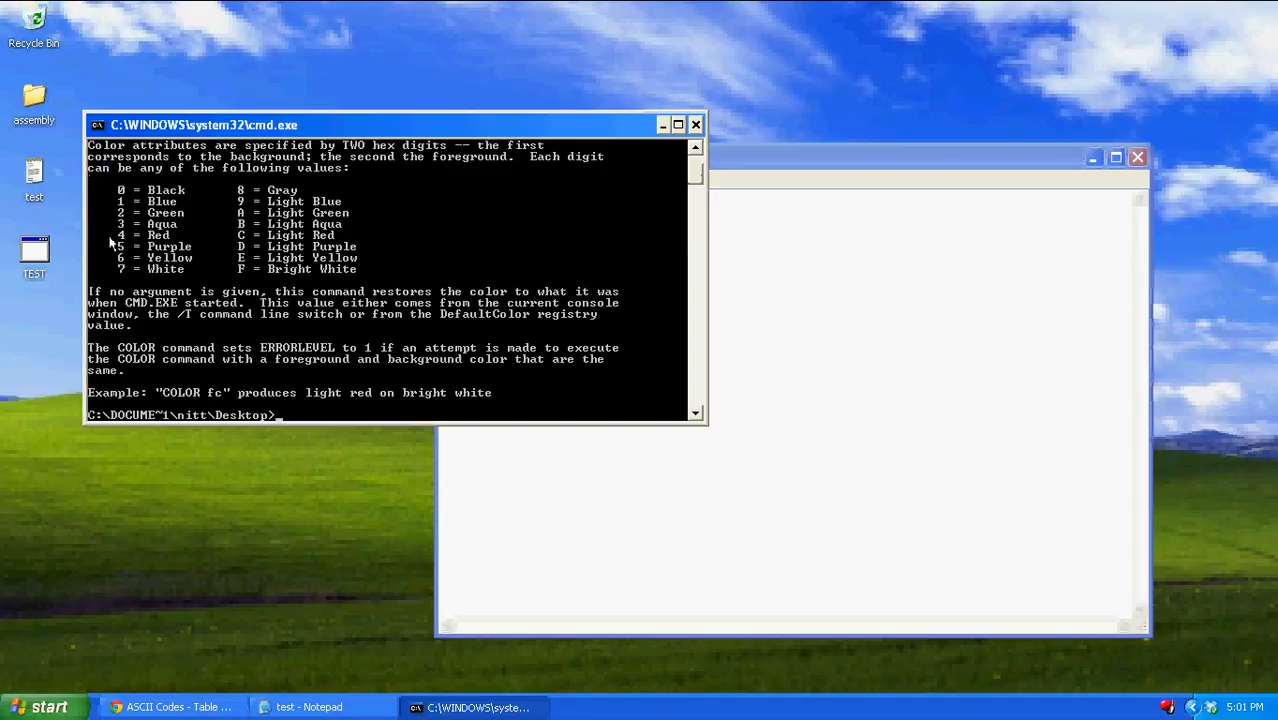 Recycle Bin
assembly
test
TEST
C:\WINDOWS\system32\cmd.exe
Color attributes are specified by TWO hex digits -- the first
corresponds to the background; the second the foreground.  Each digit
can be any of the following values:
0 = Black 8 = Gray
1 = Blue 9 = Light Blue
2 = Green A = Light Green
3 = Aqua B = Light Aqua
4 = Red C = Light Red
5 = Purple D = Light Purple
6 = Yellow E = Light Yellow
7 = White F = Bright White
If no argument is given, this command restores the color to what it was
when CMD.EXE started.  This value either comes from the current console
window, the /T command line switch or from the DefaultColor registry
value.
The COLOR command sets ERRORLEVEL to 1 if an attempt is made to execute
the COLOR command with a foreground and background color that are the
same.
Example: "COLOR fc" produces light red on bright white
C:\DOCUME~1\nitt\Desktop>_
start
ASCII Codes - Table ...
test - Notepad
C:\WINDOWS\syste...
5:01 PM